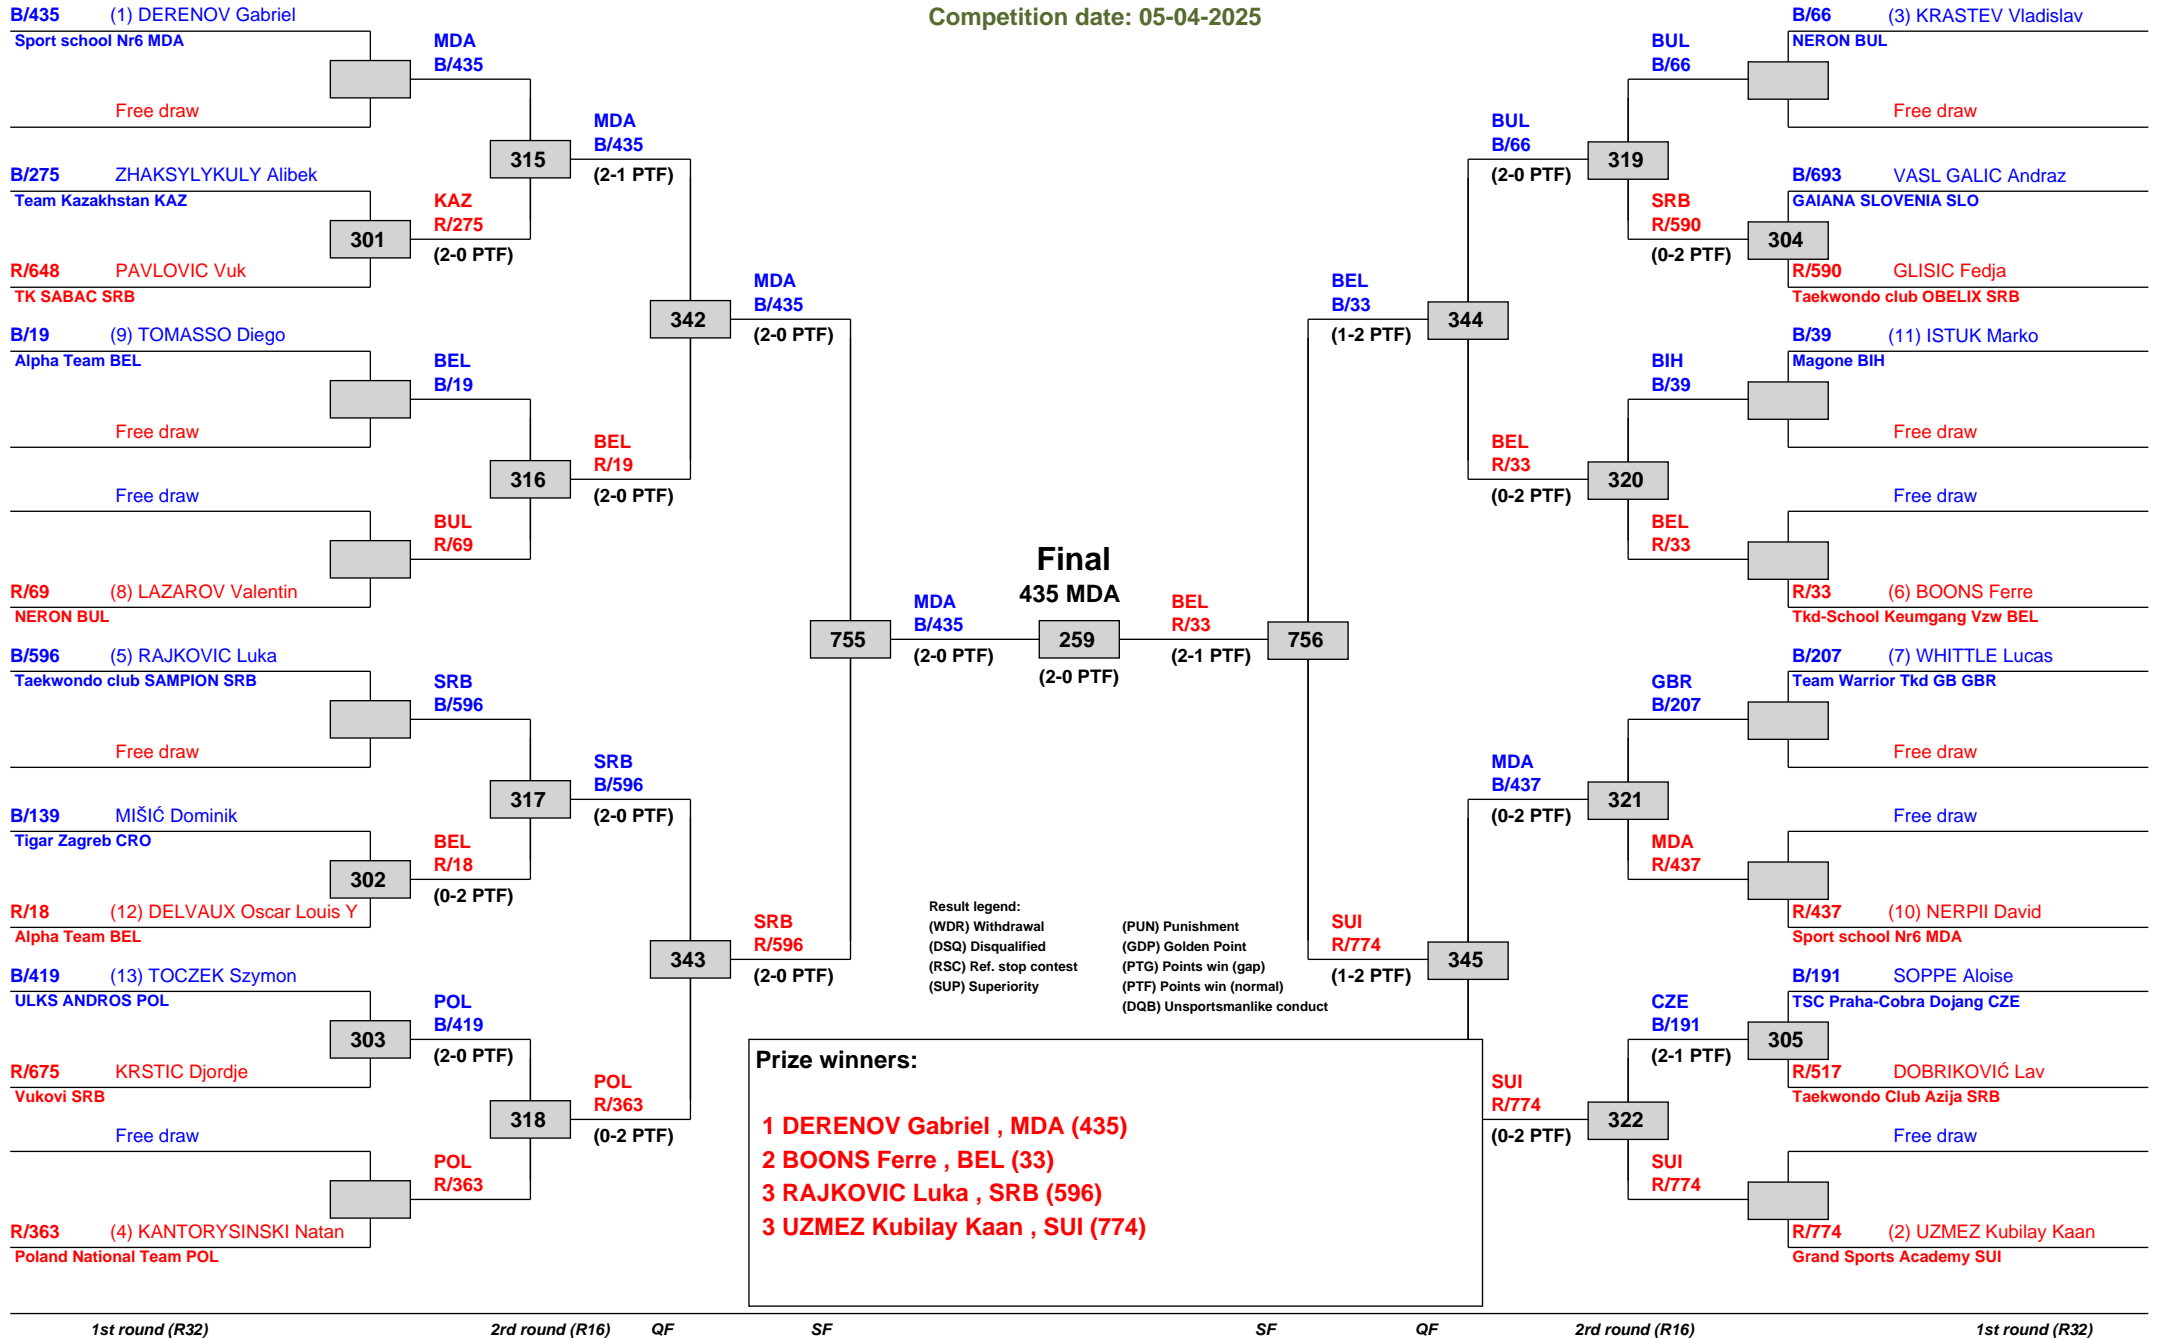 Competition date: 05-04-2025
B/435 (1) DERENOV Gabriel
Sport school Nr6 MDA
Free draw
B/275 ZHAKSYLYKULY Alibek
Team Kazakhstan KAZ
301
R/648 PAVLOVIC Vuk
TK SABAC SRB
B/19 (9) TOMASSO Diego
Alpha Team BEL
Free draw
Free draw
R/69 (8) LAZAROV Valentin
NERON BUL
B/596 (5) RAJKOVIC Luka
Taekwondo club SAMPION SRB
Free draw
B/139 MIŠIĆ Dominik
Tigar Zagreb CRO
302
R/18 (12) DELVAUX Oscar Louis Y
Alpha Team BEL
B/419 (13) TOCZEK Szymon
ULKS ANDROS POL
303
R/675 KRSTIC Djordje
Vukovi SRB
Free draw
R/363 (4) KANTORYSINSKI Natan
Poland National Team POL
MDA
B/435
315
KAZ
R/275
(2-0 PTF)
BEL
B/19
316
BUL
R/69
SRB
B/596
317
BEL
R/18
(0-2 PTF)
POL
B/419
(2-0 PTF)
318
POL
R/363
MDA
B/435
(2-1 PTF)
342
BEL
R/19
(2-0 PTF)
SRB
B/596
(2-0 PTF)
343
POL
R/363
(0-2 PTF)
MDA
B/435
(2-0 PTF)
755
SRB
R/596
(2-0 PTF)
MDA
B/435
(2-0 PTF)
Final
435 MDA
259
(2-0 PTF)
BEL
R/33
(2-1 PTF)
756
BEL
B/33
(1-2 PTF)
344
SUI
R/774
(1-2 PTF)
345
BUL
B/66
(2-0 PTF)
319
BEL
R/33
(0-2 PTF)
320
MDA
B/437
(0-2 PTF)
321
SUI
R/774
(0-2 PTF)
322
BUL
B/66
SRB
R/590
(0-2 PTF)
BIH
B/39
BEL
R/33
GBR
B/207
MDA
R/437
CZE
B/191
(2-1 PTF)
SUI
R/774
B/66 (3) KRASTEV Vladislav
NERON BUL
Free draw
B/693 VASL GALIC Andraz
GAIANA SLOVENIA SLO
304
R/590 GLISIC Fedja
Taekwondo club OBELIX SRB
B/39 (11) ISTUK Marko
Magone BIH
Free draw
Free draw
R/33 (6) BOONS Ferre
Tkd-School Keumgang Vzw BEL
B/207 (7) WHITTLE Lucas
Team Warrior Tkd GB GBR
Free draw
Free draw
R/437 (10) NERPII David
Sport school Nr6 MDA
B/191 SOPPE Aloise
TSC Praha-Cobra Dojang CZE
305
R/517 DOBRIKOVIĆ Lav
Taekwondo Club Azija SRB
Free draw
R/774 (2) UZMEZ Kubilay Kaan
Grand Sports Academy SUI
Result legend:
(WDR) Withdrawal
(DSQ) Disqualified
(RSC) Ref. stop contest
(SUP) Superiority
(PUN) Punishment
(GDP) Golden Point
(PTG) Points win (gap)
(PTF) Points win (normal)
(DQB) Unsportsmanlike conduct
Prize winners:
1 DERENOV Gabriel , MDA (435)
2 BOONS Ferre , BEL (33)
3 RAJKOVIC Luka , SRB (596)
3 UZMEZ Kubilay Kaan , SUI (774)
1st round (R32) 2rd round (R16) QF SF SF QF 2rd round (R16) 1st round (R32)